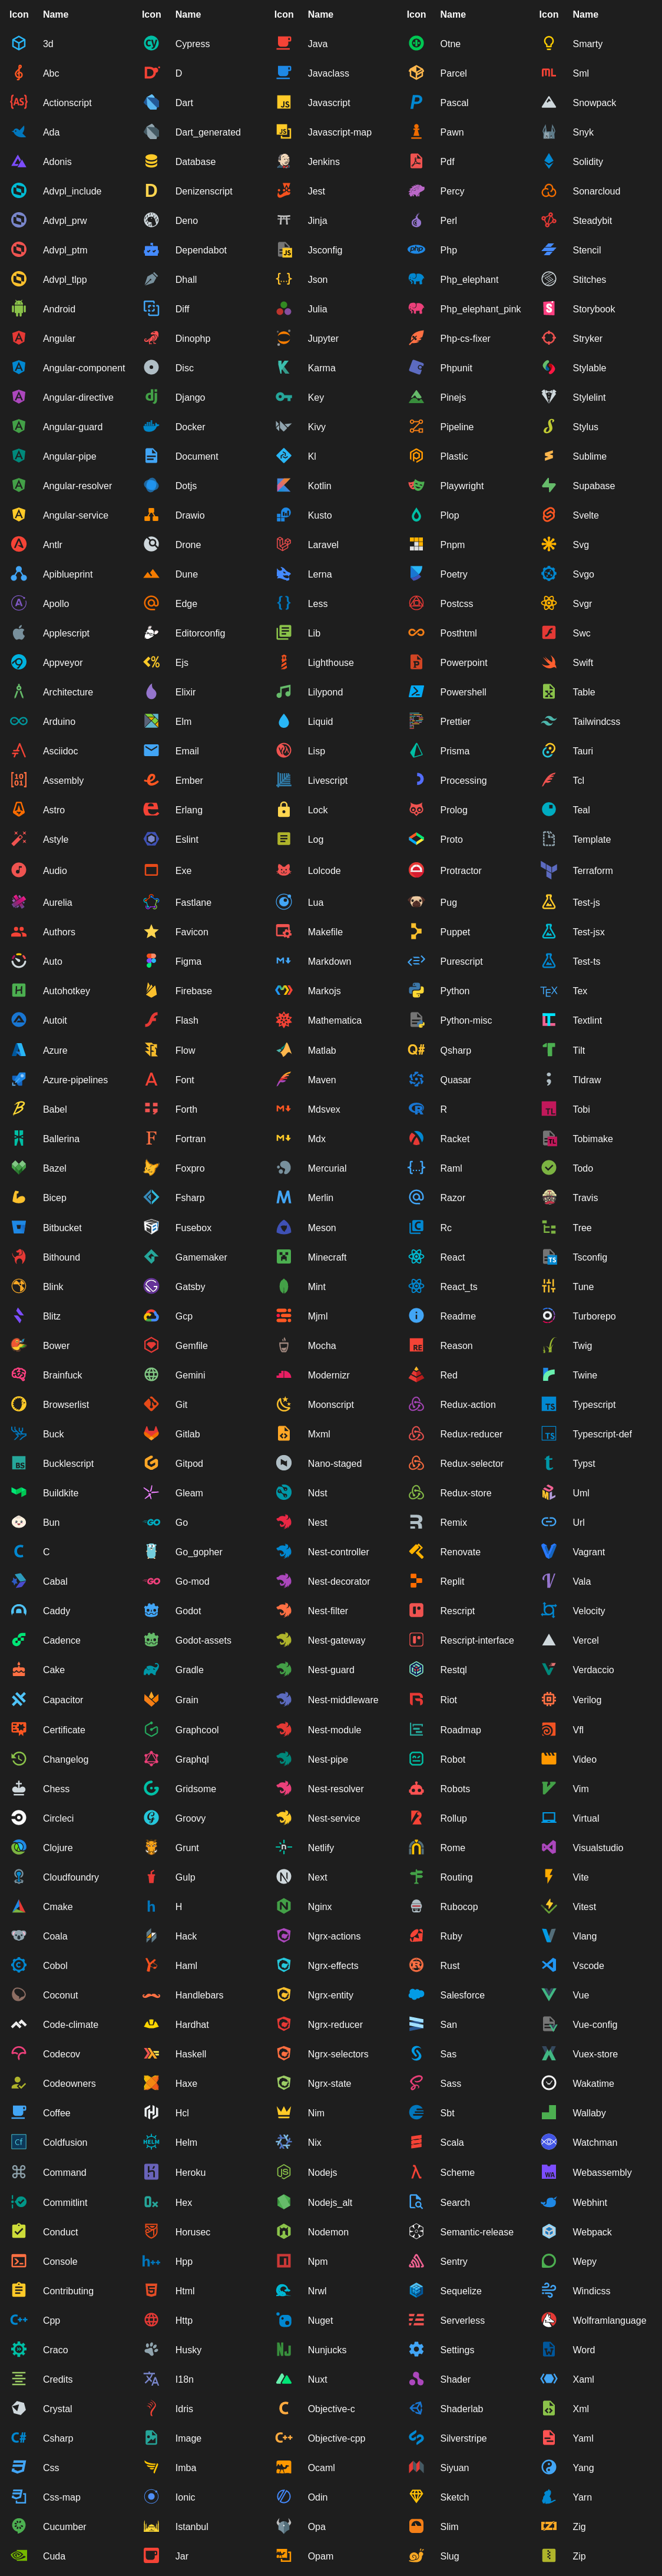 Icon Name Icon Name Icon Name Icon Name Icon Name
3d Cypress Java Otne Smarty
Abc D Javaclass Parcel Sml
Actionscript Dart Javascript Pascal Snowpack
Ada Dart_generated Javascript-map Pawn Snyk
Adonis Database Jenkins Pdf Solidity
Advpl_include Denizenscript Jest Percy Sonarcloud
Advpl_prw Deno Jinja Perl Steadybit
Advpl_ptm Dependabot Jsconfig Php Stencil
Advpl_tlpp Dhall Json Php_elephant Stitches
Android Diff Julia Php_elephant_pink Storybook
Angular Dinophp Jupyter Php-cs-fixer Stryker
Angular-component Disc Karma Phpunit Stylable
Angular-directive Django Key Pinejs Stylelint
Angular-guard Docker Kivy Pipeline Stylus
Angular-pipe Document Kl Plastic Sublime
Angular-resolver Dotjs Kotlin Playwright Supabase
Angular-service Drawio Kusto Plop Svelte
Antlr Drone Laravel Pnpm Svg
Apiblueprint Dune Lerna Poetry Svgo
Apollo Edge Less Postcss Svgr
Applescript Editorconfig Lib Posthtml Swc
Appveyor Ejs Lighthouse Powerpoint Swift
Architecture Elixir Lilypond Powershell Table
Arduino Elm Liquid Prettier Tailwindcss
Asciidoc Email Lisp Prisma Tauri
Assembly Ember Livescript Processing Tcl
Astro Erlang Lock Prolog Teal
Astyle Eslint Log Proto Template
Audio Exe Lolcode Protractor Terraform
Aurelia Fastlane Lua Pug Test-js
Authors Favicon Makefile Puppet Test-jsx
Auto Figma Markdown Purescript Test-ts
Autohotkey Firebase Markojs Python Tex
Autoit Flash Mathematica Python-misc Textlint
Azure Flow Matlab Qsharp Tilt
Azure-pipelines Font Maven Quasar Tldraw
Babel Forth Mdsvex R Tobi
Ballerina Fortran Mdx Racket Tobimake
Bazel Foxpro Mercurial Raml Todo
Bicep Fsharp Merlin Razor Travis
Bitbucket Fusebox Meson Rc Tree
Bithound Gamemaker Minecraft React Tsconfig
Blink Gatsby Mint React_ts Tune
Blitz Gcp Mjml Readme Turborepo
Bower Gemfile Mocha Reason Twig
Brainfuck Gemini Modernizr Red Twine
Browserlist Git Moonscript Redux-action Typescript
Buck Gitlab Mxml Redux-reducer Typescript-def
Bucklescript Gitpod Nano-staged Redux-selector Typst
Buildkite Gleam Ndst Redux-store Uml
Bun Go Nest Remix Url
C Go_gopher Nest-controller Renovate Vagrant
Cabal Go-mod Nest-decorator Replit Vala
Caddy Godot Nest-filter Rescript Velocity
Cadence Godot-assets Nest-gateway Rescript-interface Vercel
Cake Gradle Nest-guard Restql Verdaccio
Capacitor Grain Nest-middleware Riot Verilog
Certificate Graphcool Nest-module Roadmap Vfl
Changelog Graphql Nest-pipe Robot Video
Chess Gridsome Nest-resolver Robots Vim
Circleci Groovy Nest-service Rollup Virtual
Clojure Grunt Netlify Rome Visualstudio
Cloudfoundry Gulp Next Routing Vite
Cmake H Nginx Rubocop Vitest
Coala Hack Ngrx-actions Ruby Vlang
Cobol Haml Ngrx-effects Rust Vscode
Coconut Handlebars Ngrx-entity Salesforce Vue
Code-climate Hardhat Ngrx-reducer San Vue-config
Codecov Haskell Ngrx-selectors Sas Vuex-store
Codeowners Haxe Ngrx-state Sass Wakatime
Coffee Hcl Nim Sbt Wallaby
Coldfusion Helm Nix Scala Watchman
Command Heroku Nodejs Scheme Webassembly
Commitlint Hex Nodejs_alt Search Webhint
Conduct Horusec Nodemon Semantic-release Webpack
Console Hpp Npm Sentry Wepy
Contributing Html Nrwl Sequelize Windicss
Cpp Http Nuget Serverless Wolframlanguage
Craco Husky Nunjucks Settings Word
Credits I18n Nuxt Shader Xaml
Crystal Idris Objective-c Shaderlab Xml
Csharp Image Objective-cpp Silverstripe Yaml
Css Imba Ocaml Siyuan Yang
Css-map Ionic Odin Sketch Yarn
Cucumber Istanbul Opa Slim Zig
Cuda Jar Opam Slug Zip